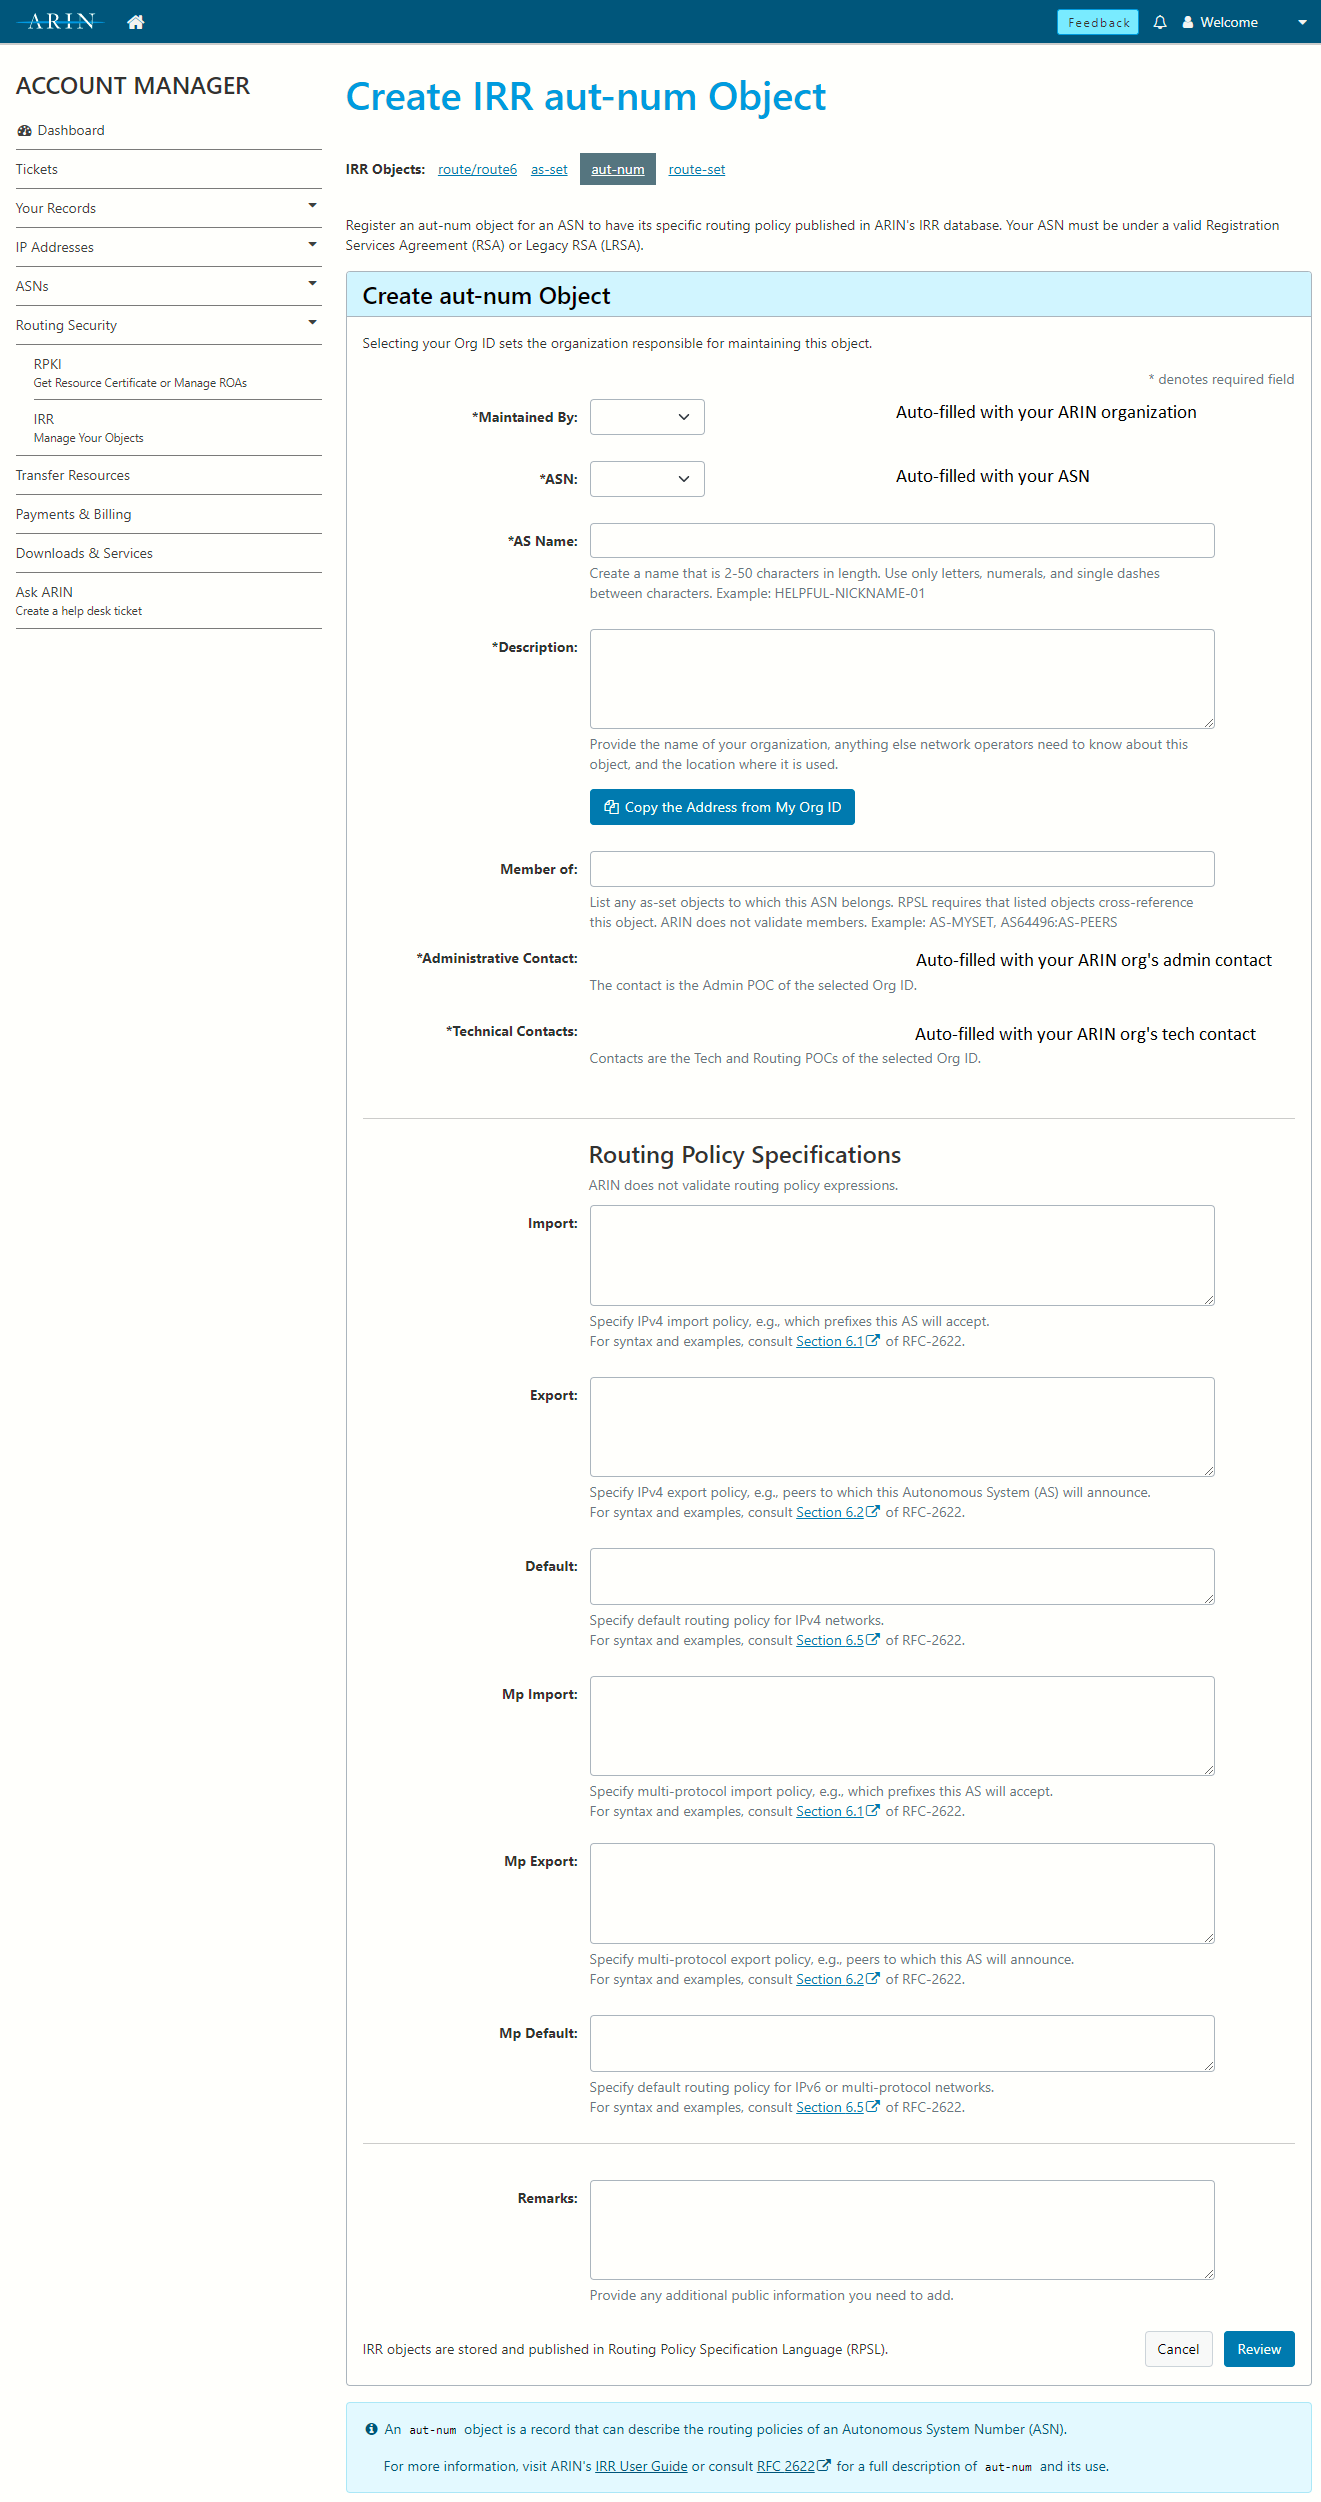 ARIN
Feedback
Welcome
ACCOUNT MANAGER
Dashboard
Tickets
Your Records
IP Addresses
ASNs
Routing Security
RPKI
Get Resource Certificate or Manage ROAs
IRR
Manage Your Objects
Transfer Resources
Payments & Billing
Downloads & Services
Ask ARIN
Create a help desk ticket
Create IRR aut-num Object
IRR Objects: route/route6 as-set aut-num route-set
Register an aut-num object for an ASN to have its specific routing policy published in ARIN's IRR database. Your ASN must be under a valid Registration
Services Agreement (RSA) or Legacy RSA (LRSA).
Create aut-num Object
Selecting your Org ID sets the organization responsible for maintaining this object.
* denotes required field
*Maintained By:
Auto-filled with your ARIN organization
*ASN:
Auto-filled with your ASN
*AS Name:
Create a name that is 2-50 characters in length. Use only letters, numerals, and single dashes
between characters. Example: HELPFUL-NICKNAME-01
*Description:
Provide the name of your organization, anything else network operators need to know about this
object, and the location where it is used.
Copy the Address from My Org ID
Member of:
List any as-set objects to which this ASN belongs. RPSL requires that listed objects cross-reference
this object. ARIN does not validate members. Example: AS-MYSET, AS64496:AS-PEERS
*Administrative Contact:
Auto-filled with your ARIN org's admin contact
The contact is the Admin POC of the selected Org ID.
*Technical Contacts:
Auto-filled with your ARIN org's tech contact
Contacts are the Tech and Routing POCs of the selected Org ID.
Routing Policy Specifications
ARIN does not validate routing policy expressions.
Import:
Specify IPv4 import policy, e.g., which prefixes this AS will accept.
For syntax and examples, consult Section 6.1 of RFC-2622.
Export:
Specify IPv4 export policy, e.g., peers to which this Autonomous System (AS) will announce.
For syntax and examples, consult Section 6.2 of RFC-2622.
Default:
Specify default routing policy for IPv4 networks.
For syntax and examples, consult Section 6.5 of RFC-2622.
Mp Import:
Specify multi-protocol import policy, e.g., which prefixes this AS will accept.
For syntax and examples, consult Section 6.1 of RFC-2622.
Mp Export:
Specify multi-protocol export policy, e.g., peers to which this AS will announce.
For syntax and examples, consult Section 6.2 of RFC-2622.
Mp Default:
Specify default routing policy for IPv6 or multi-protocol networks.
For syntax and examples, consult Section 6.5 of RFC-2622.
Remarks:
Provide any additional public information you need to add.
IRR objects are stored and published in Routing Policy Specification Language (RPSL).
Cancel
Review
An aut-num object is a record that can describe the routing policies of an Autonomous System Number (ASN).
For more information, visit ARIN's IRR User Guide or consult RFC 2622 for a full description of aut-num and its use.